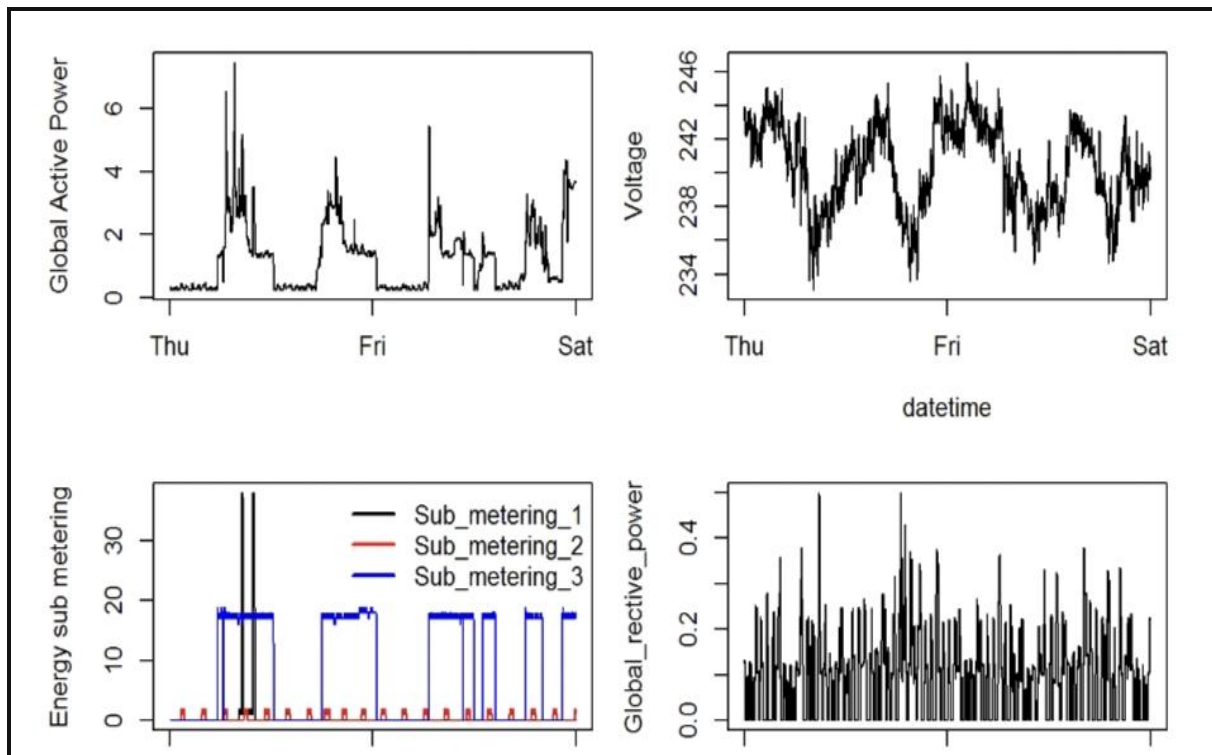 Global Active Power
0 2 4 6
Thu Fri Sat
Voltage
234 238 242 246
Thu Fri Sat
datetime
Energy sub metering
0 10 20 30
Sub_metering_1
Sub_metering_2
Sub_metering_3
Global_rective_power
0.0 0.2 0.4